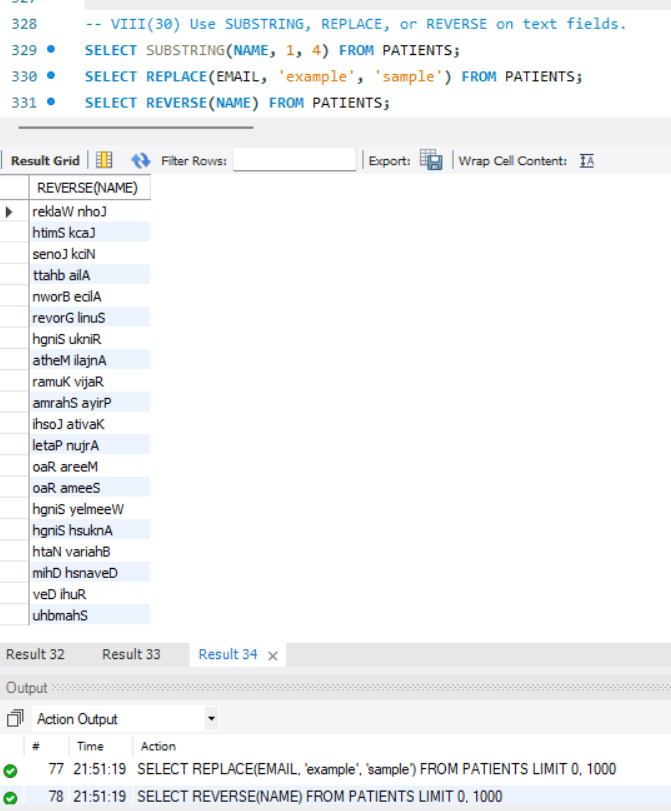 327
328 -- VIII(30) Use SUBSTRING, REPLACE, or REVERSE on text fields.
329 SELECT SUBSTRING(NAME, 1, 4) FROM PATIENTS;
330 SELECT REPLACE(EMAIL, 'example', 'sample') FROM PATIENTS;
331 SELECT REVERSE(NAME) FROM PATIENTS;
Result Grid Filter Rows: Export: Wrap Cell Content: IA
REVERSE(NAME)
reklaW nhoJ
htimS kcaJ
senoJ kciN
ttahb ailA
nworB ecilA
revorG linuS
hgniS ukniR
atheM ilajnA
ramuK vijaR
amrahS ayirP
ihsoJ ativaK
letaP nujrA
oaR areeM
oaR ameeS
hgniS yelmeeW
hgniS hsuknA
htaN variahB
mihD hsnaveD
veD ihuR
uhbmahS
Result 32 Result 33 Result 34
Output
Action Output
# Time Action
77 21:51:19 SELECT REPLACE(EMAIL, 'example', 'sample') FROM PATIENTS LIMIT 0, 1000
78 21:51:19 SELECT REVERSE(NAME) FROM PATIENTS LIMIT 0, 1000